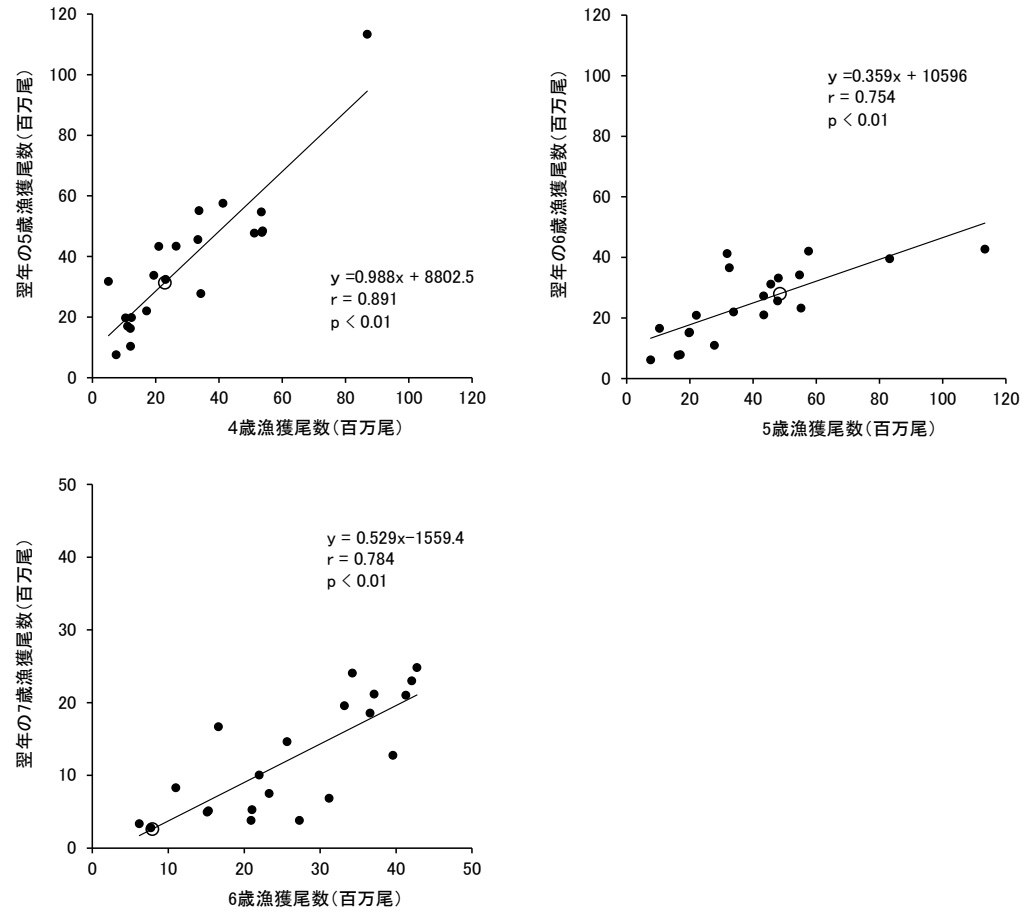 120
100
80
60
40
20
0
翌年の5歳漁獲尾数（百万尾）
y =0.988x + 8802.5
r = 0.891
p < 0.01
0 20 40 60 80 100 120
4歳漁獲尾数（百万尾）
120
100
80
60
40
20
0
翌年の6歳漁獲尾数（百万尾）
y =0.359x + 10596
r = 0.754
p < 0.01
0 20 40 60 80 100 120
5歳漁獲尾数（百万尾）
50
40
30
20
10
0
翌年の7歳漁獲尾数（百万尾）
y = 0.529x−1559.4
r = 0.784
p < 0.01
0 10 20 30 40 50
6歳漁獲尾数（百万尾）